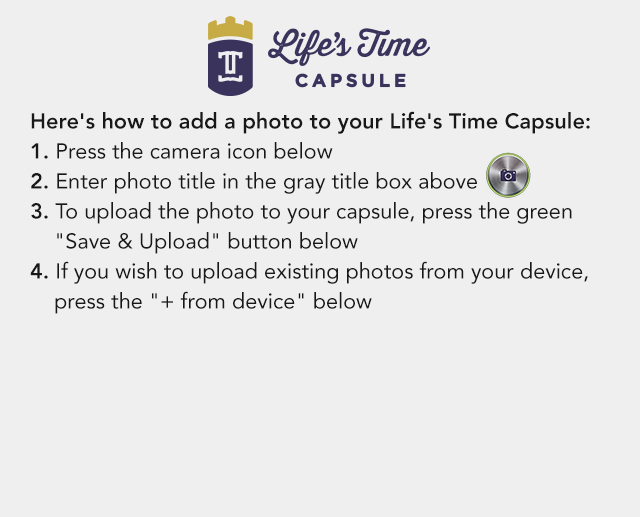 Life's Time
CAPSULE
Here's how to add a photo to your Life's Time Capsule:
1. Press the camera icon below
2. Enter photo title in the gray title box above
3. To upload the photo to your capsule, press the green
"Save & Upload" button below
4. If you wish to upload existing photos from your device,
press the "+ from device" below